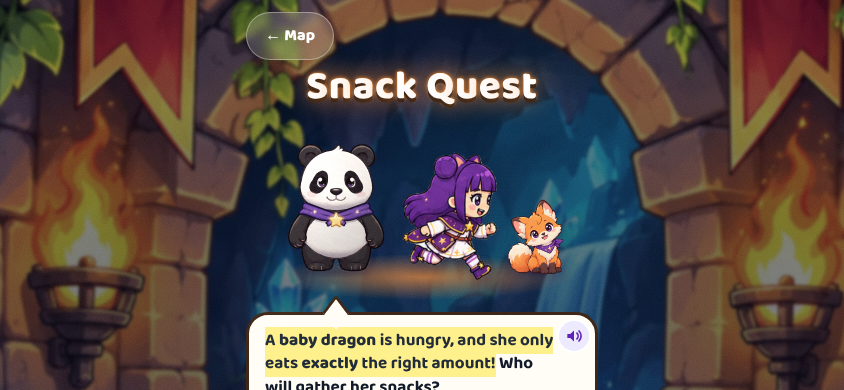 ← Map
Snack Quest
A baby dragon is hungry, and she only
eats exactly the right amount! Who
will gather her snacks?